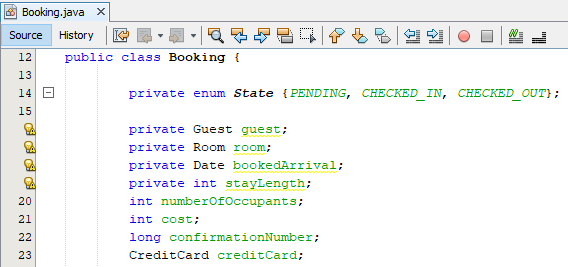 Booking.java
Source History
12 public class Booking {
13
14 private enum State {PENDING, CHECKED_IN, CHECKED_OUT};
15
private Guest guest;
private Room room;
private Date bookedArrival;
private int stayLength;
20 int numberOfOccupants;
21 int cost;
22 long confirmationNumber;
23 CreditCard creditCard;